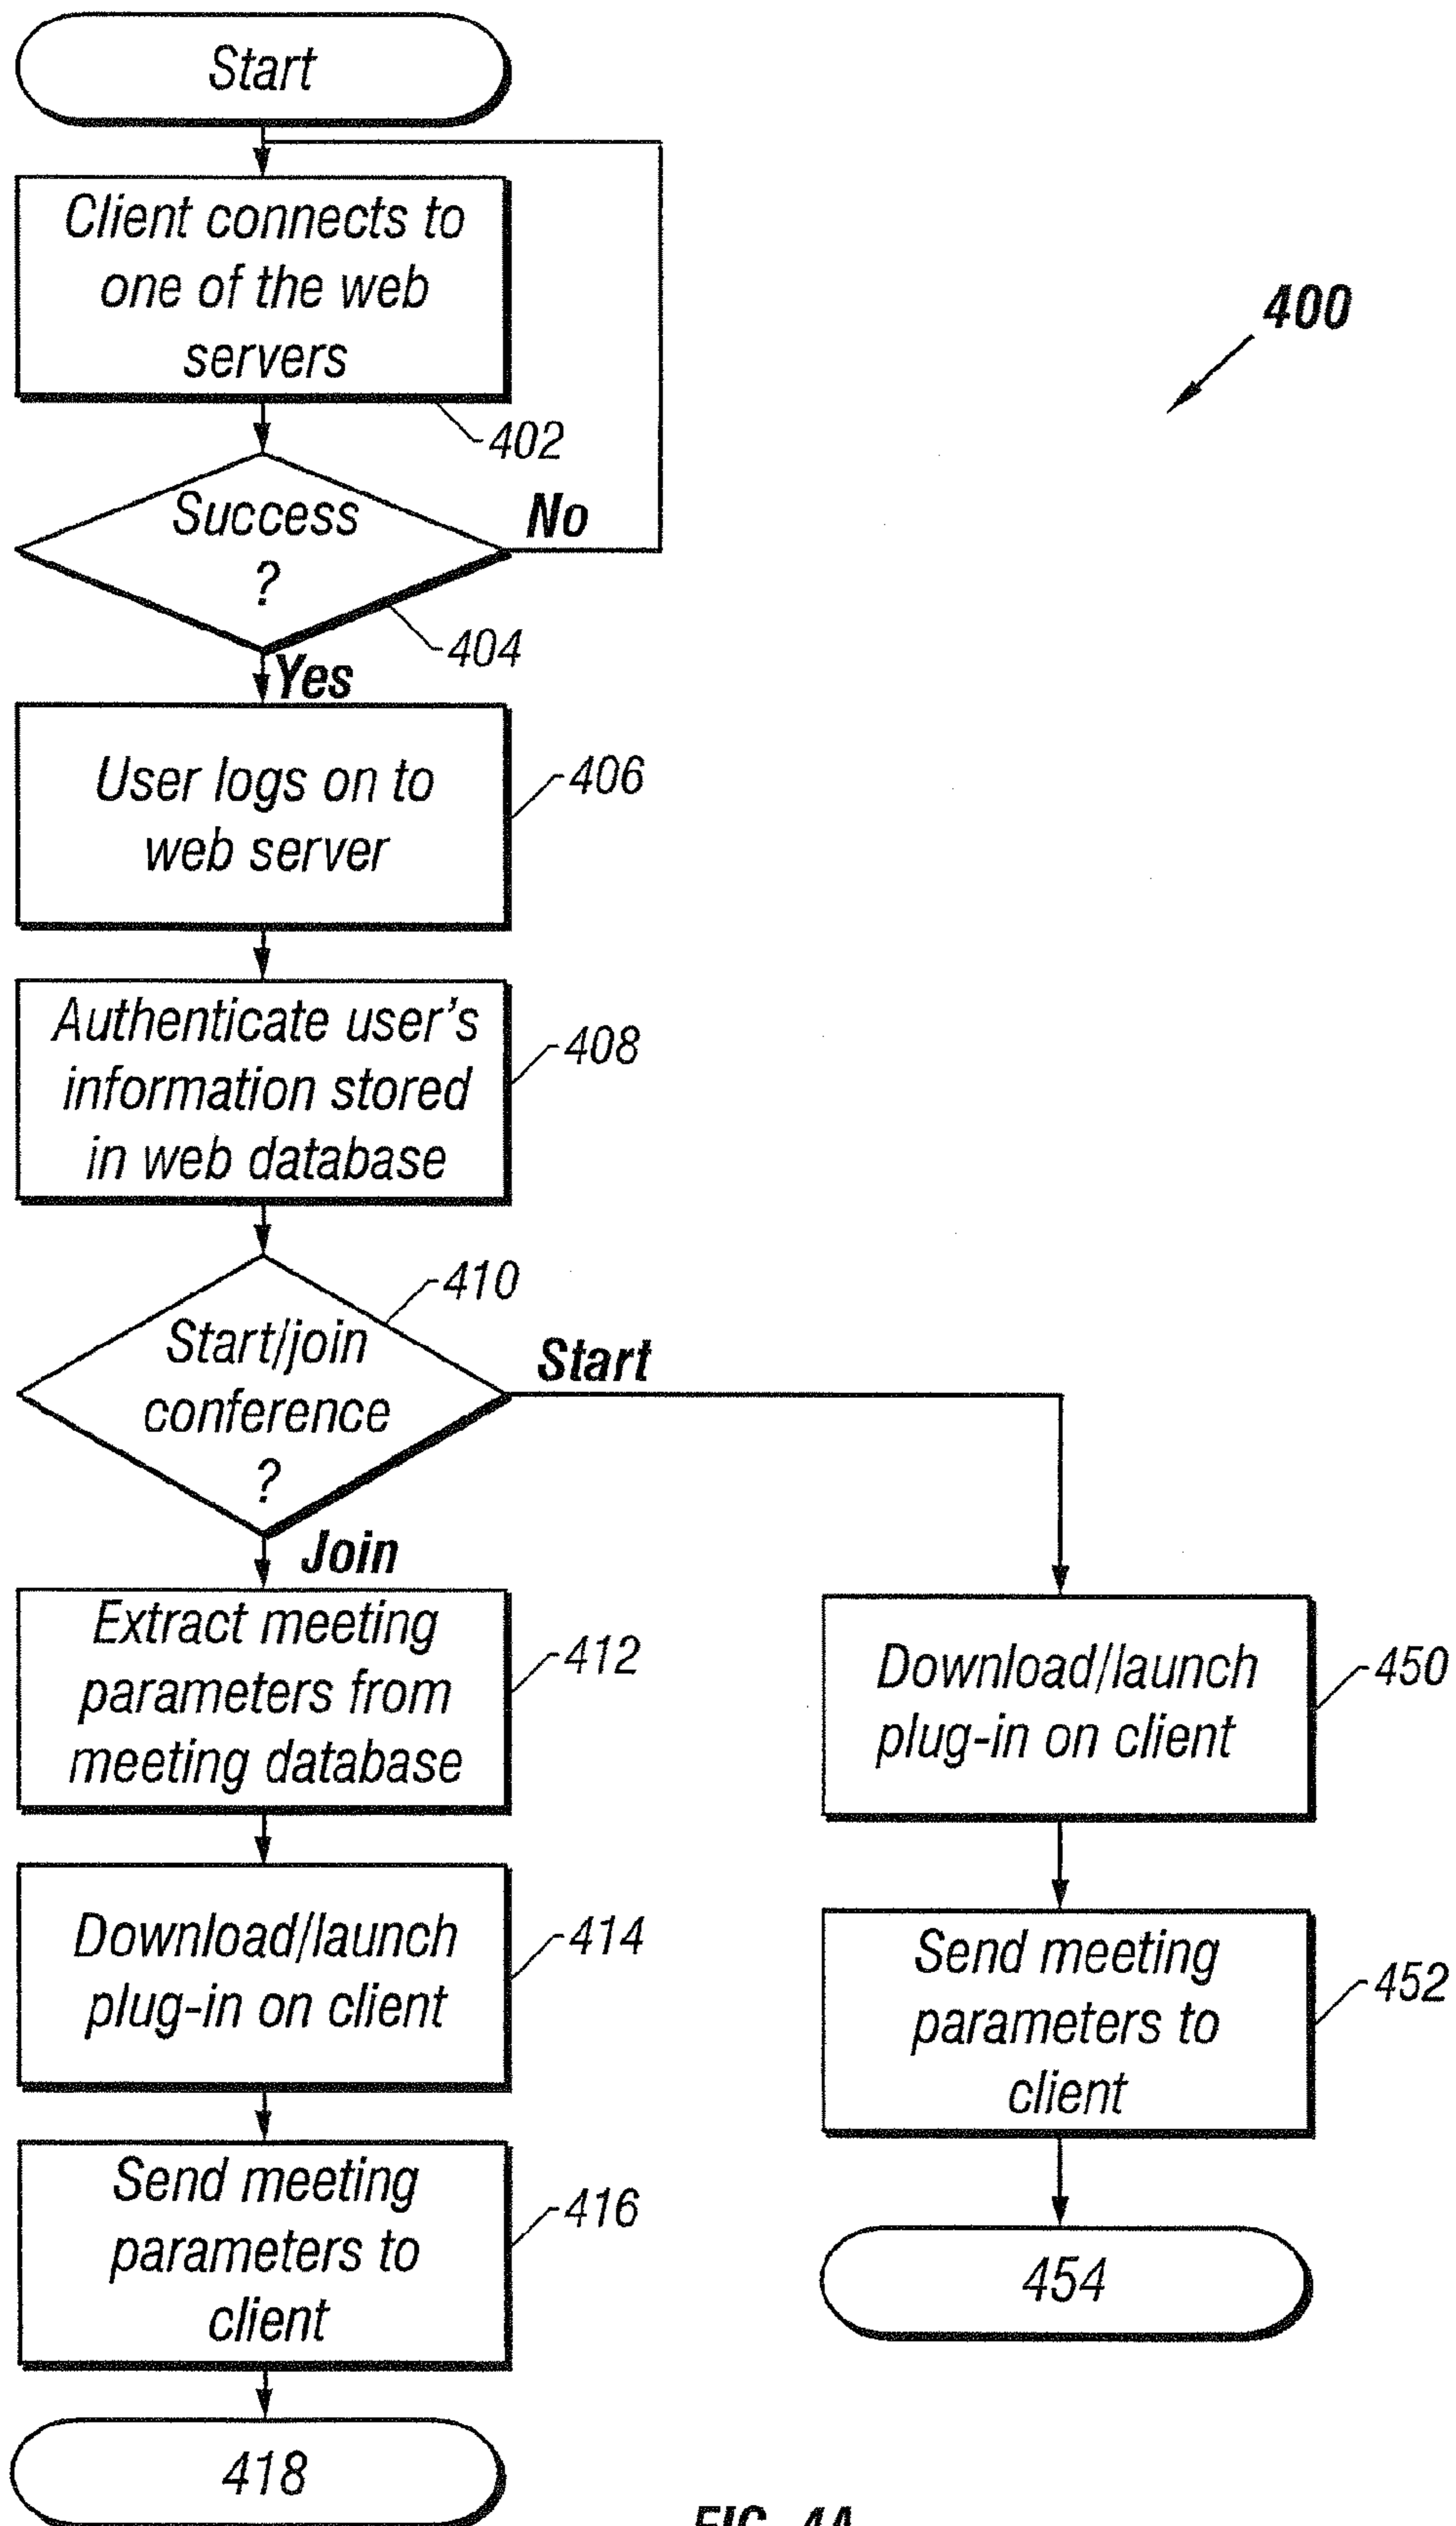 Start
Client connects to
one of the web
servers
400
402
Success
?
No
404
Yes
User logs on to
web server
406
Authenticate user's
information stored
in web database
408
410
Start/join
conference
?
Start
Join
Extract meeting
parameters from
meeting database
412
Download/launch
plug-in on client
450
Download/launch
plug-in on client
414
Send meeting
parameters to
client
452
Send meeting
parameters to
client
416
454
418
FIG. 4A